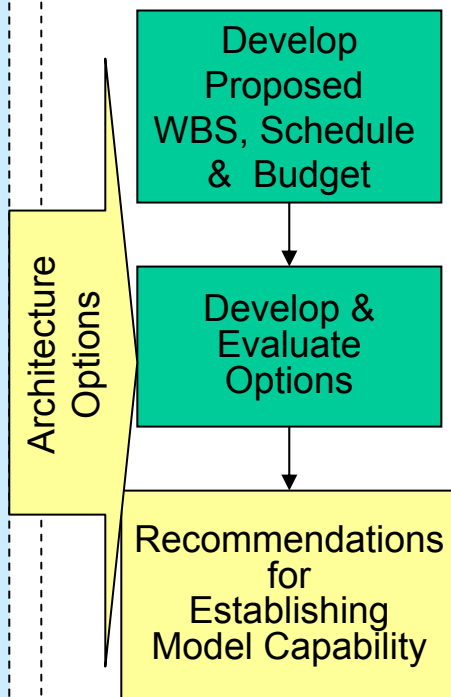 Develop
Proposed
WBS, Schedule
& Budget
Architecture
Options
Develop &
Evaluate
Options
Recommendations
for
Establishing
Model Capability